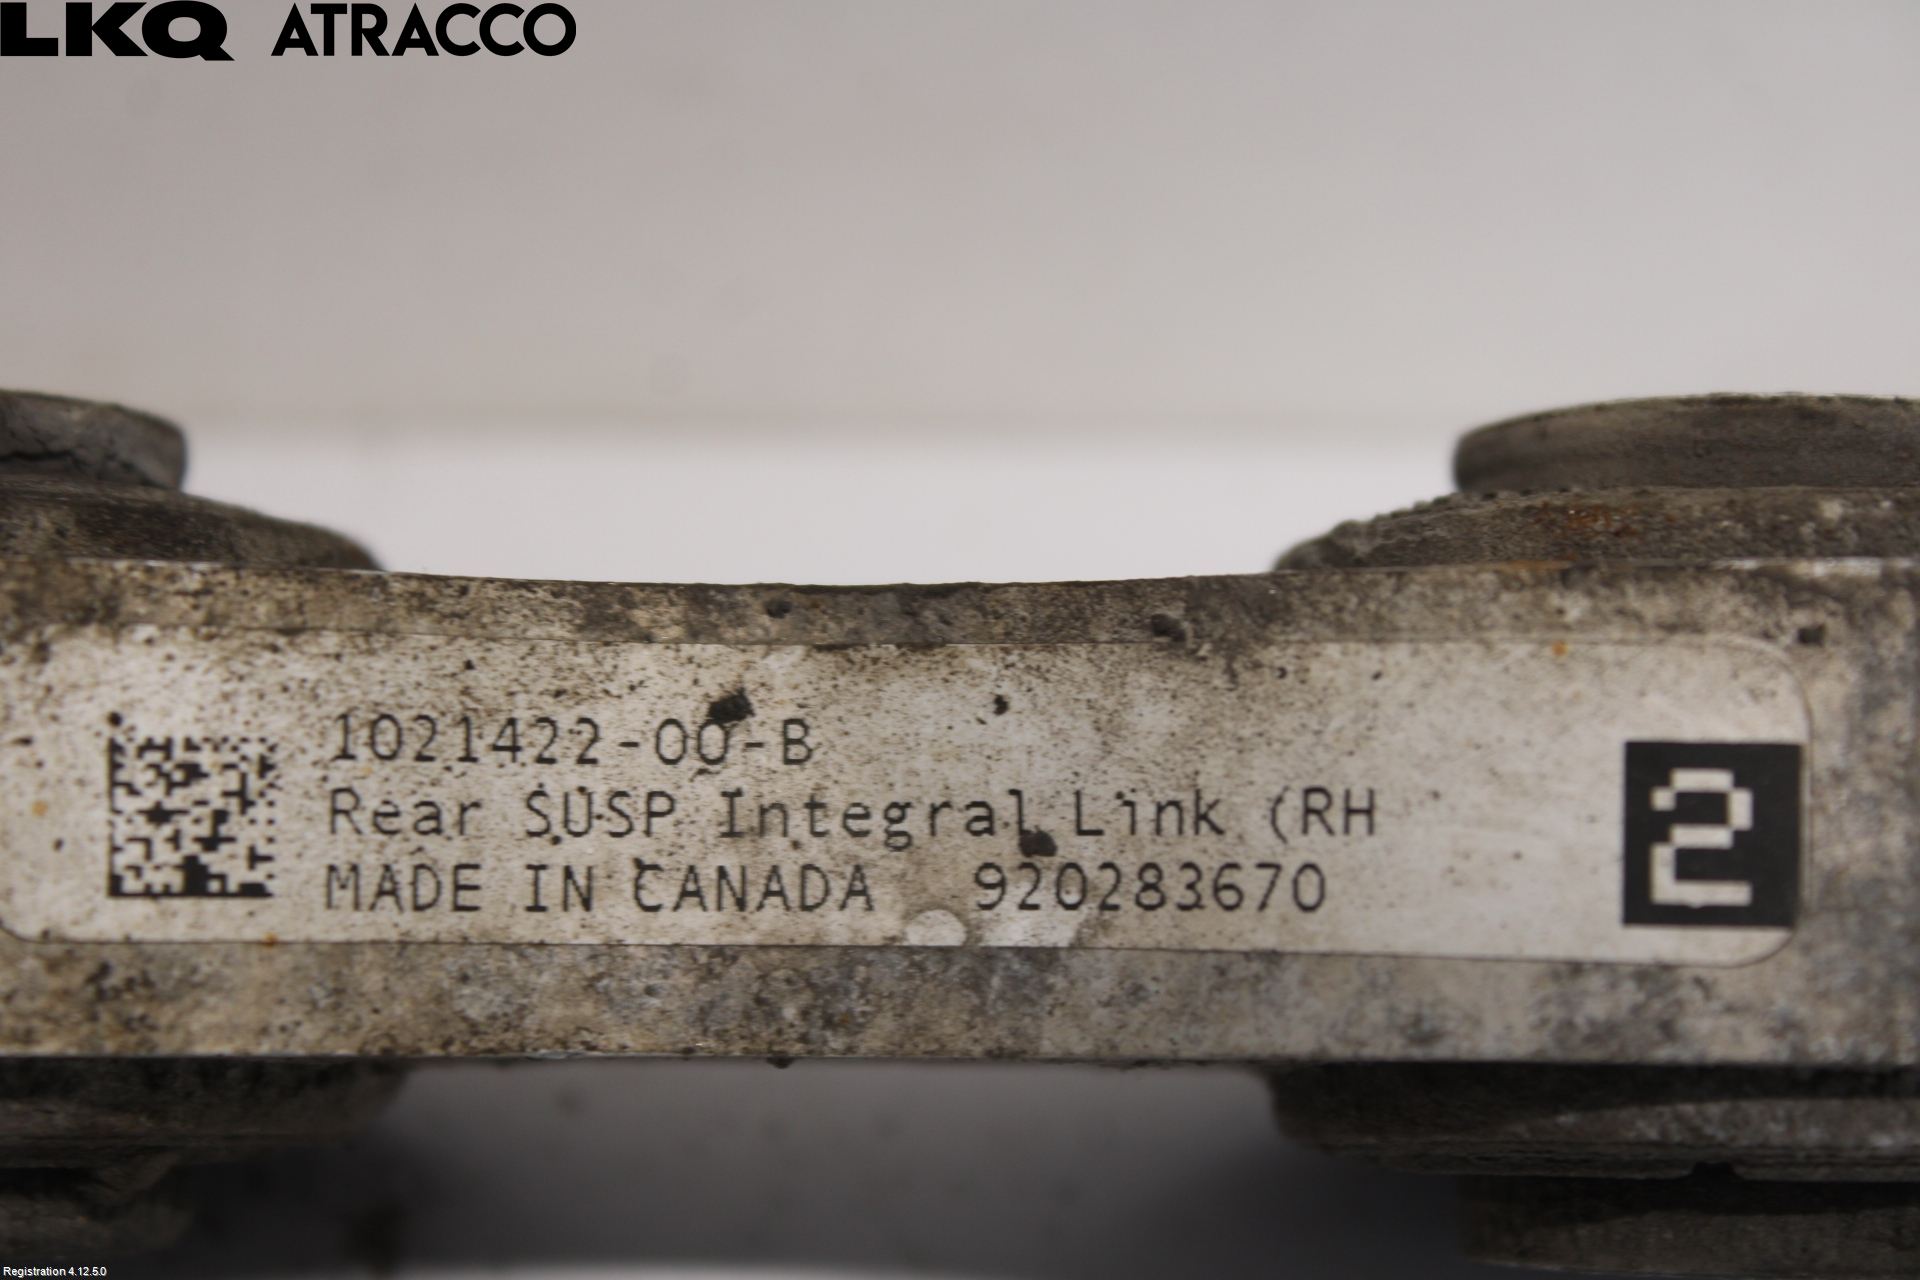 LKQ ATRACCO
1021422-00-B
Rear SUSP Integral Link (RH
MADE IN CANADA 920283670
2
Registration 4.12.5.0